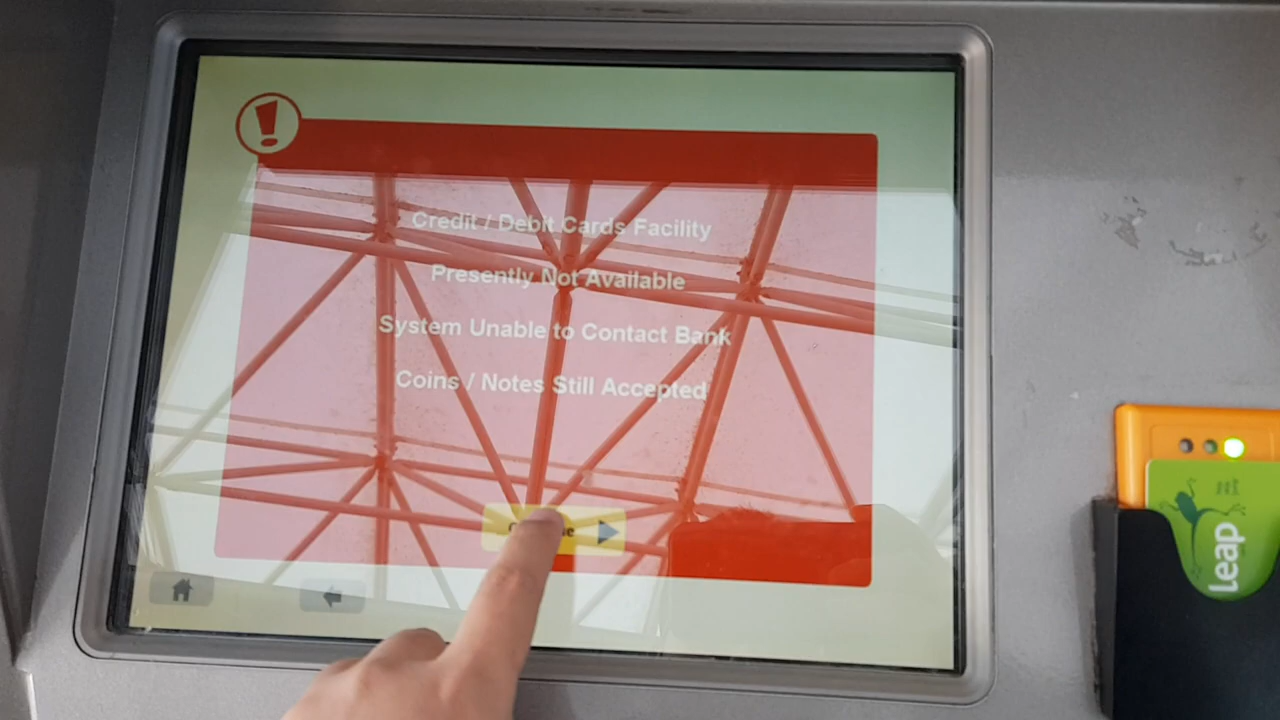 Credit / Debit Cards Facility
Presently Not Available
System Unable to Contact Bank
Coins / Notes Still Accepted
leap